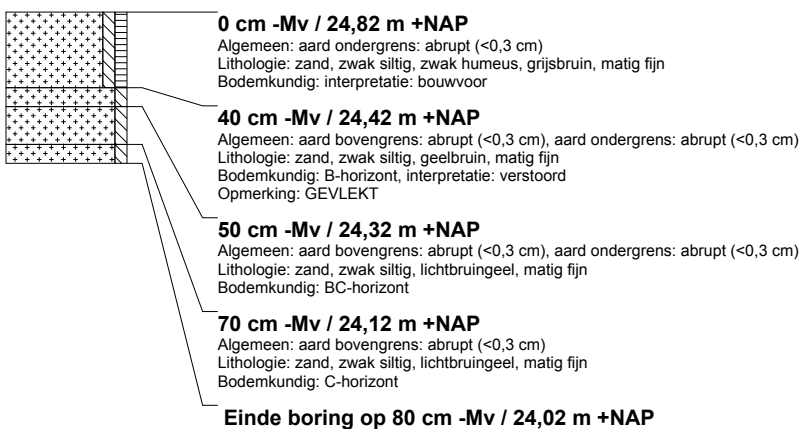 0 cm -Mv / 24,82 m +NAP
Algemeen: aard ondergrens: abrupt (<0,3 cm)
Lithologie: zand, zwak siltig, zwak humeus, grijsbruin, matig fijn
Bodemkundig: interpretatie: bouwvoor
40 cm -Mv / 24,42 m +NAP
Algemeen: aard bovengrens: abrupt (<0,3 cm), aard ondergrens: abrupt (<0,3 cm)
Lithologie: zand, zwak siltig, geelbruin, matig fijn
Bodemkundig: B-horizont, interpretatie: verstoord
Opmerking: GEVLEKT
50 cm -Mv / 24,32 m +NAP
Algemeen: aard bovengrens: abrupt (<0,3 cm), aard ondergrens: abrupt (<0,3 cm)
Lithologie: zand, zwak siltig, lichtbruingeel, matig fijn
Bodemkundig: BC-horizont
70 cm -Mv / 24,12 m +NAP
Algemeen: aard bovengrens: abrupt (<0,3 cm)
Lithologie: zand, zwak siltig, lichtbruingeel, matig fijn
Bodemkundig: C-horizont
Einde boring op 80 cm -Mv / 24,02 m +NAP